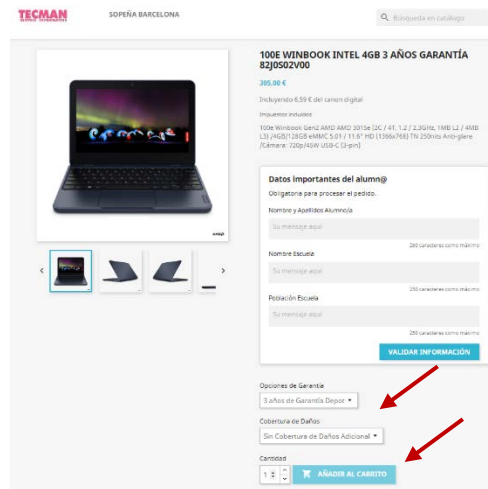 TECMAN
SOPEÑA BARCELONA
Búsqueda en catálogo
100E WINBOOK INTEL 4GB 3 AÑOS GARANTÍA
82J0S02V00
305,00 €
Incluyendo 6,59 € del canon digital
Impuestos incluidos
100e Winbook Gen2 AMD AMD 3015e (2C / 4T, 1.2 / 2.3GHz, 1MB L2 / 4MB
L3) /4GB/128GB eMMC 5.01 / 11.6" HD (1366x768) TN 250nits Anti-glare
/Cámara: 720p/45W USB-C (3-pin)
Datos importantes del alumn@
Obligatoria para procesar el pedido.
Nombre y Apellidos Alumno/a
Su mensaje aquí
250 caracteres como máximo
Nombre Escuela
Su mensaje aquí
250 caracteres como máximo
Población Escuela
Su mensaje aquí
250 caracteres como máximo
VALIDAR INFORMACIÓN
Opciones de Garantía
3 años de Garantía Depot
Cobertura de Daños
Sin Cobertura de Daños Adicional
Cantidad
1
AÑADIR AL CARRITO